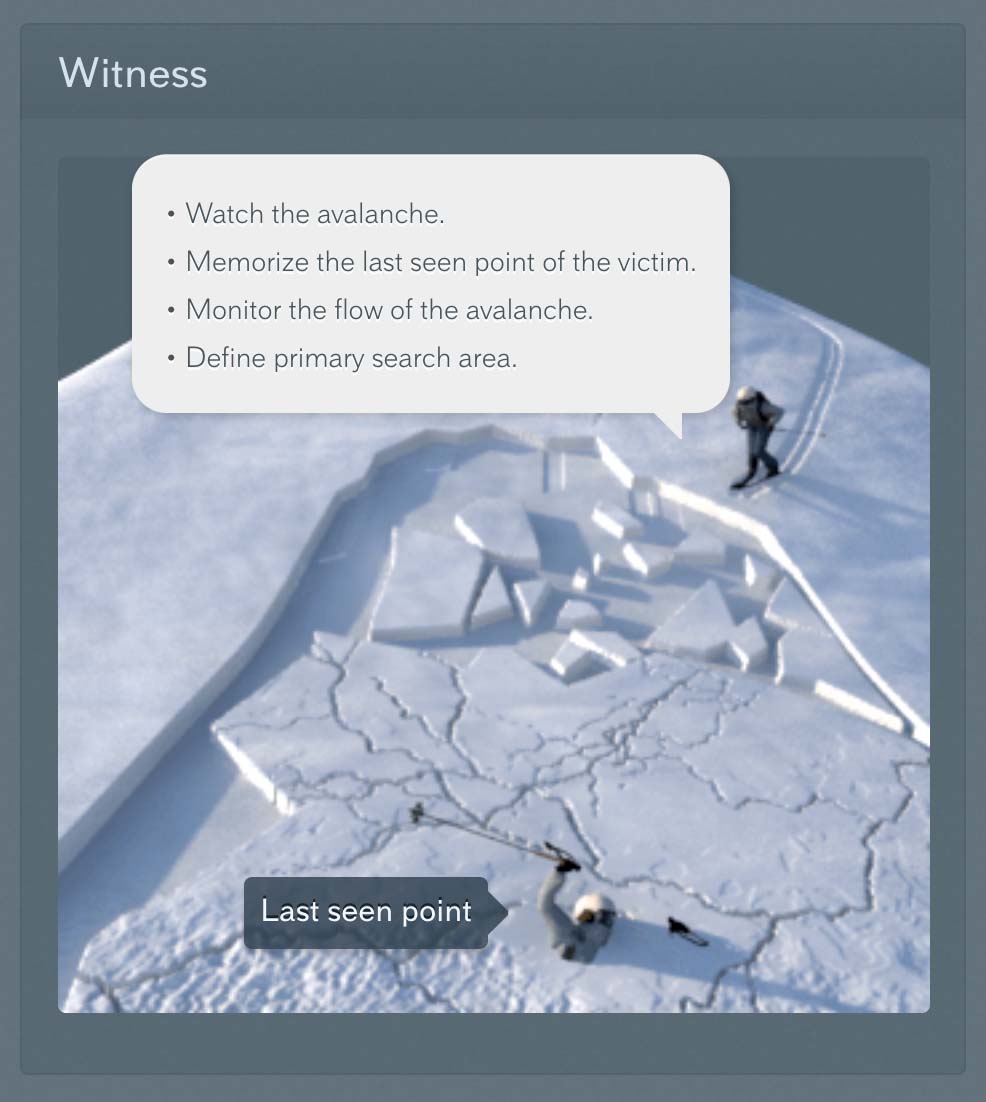 Witness
• Watch the avalanche.
• Memorize the last seen point of the victim.
• Monitor the flow of the avalanche.
• Define primary search area.
Last seen point